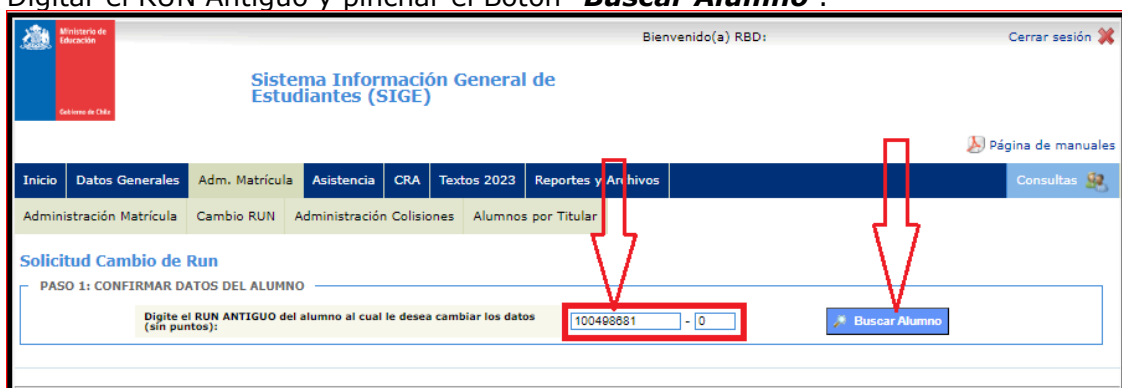 Digitar el RUN Antiguo y pinchar el Botón "Buscar Alumno".
Ministerio de
Educación
Bienvenido(a) RBD:
Cerrar sesión
Sistema Información General de
Estudiantes (SIGE)
Gobierno de Chile
Página de manuales
Inicio Datos Generales Adm. Matrícula Asistencia CRA Textos 2023 Reportes y Archivos Consultas
Administración Matrícula Cambio RUN Administración Colisiones Alumnos por Titular
Solicitud Cambio de Run
PASO 1: CONFIRMAR DATOS DEL ALUMNO
Digite el RUN ANTIGUO del alumno al cual le desea cambiar los datos
(sin puntos):
100498681 - 0
Buscar Alumno